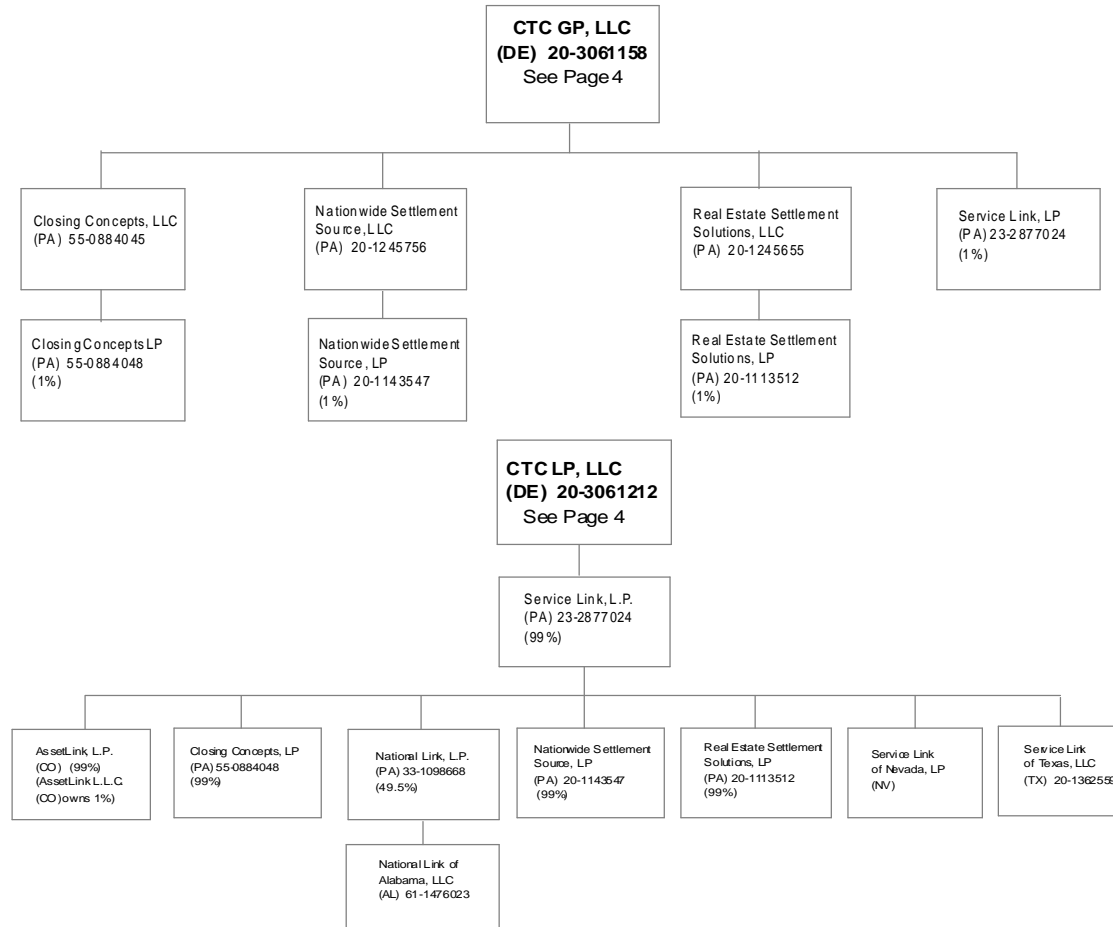 CTC GP, LLC
(DE) 20-3061158
See Page 4
Closing Concepts, LLC
(PA) 55-0884045
Nationwide Settlement
Source, LLC
(PA) 20-1245756
Real Estate Settlement
Solutions, LLC
(PA) 20-1245655
Service Link, LP
(PA) 23-2877024
(1%)
Closing Concepts LP
(PA) 55-0884048
(1%)
Nationwide Settlement
Source, LP
(PA) 20-1143547
(1%)
Real Estate Settlement
Solutions, LP
(PA) 20-1113512
(1%)
CTC LP, LLC
(DE) 20-3061212
See Page 4
Service Link, L.P.
(PA) 23-2877024
(99%)
AssetLink, L.P.
(CO) (99%)
(AssetLink L.L.C.
(CO) owns 1%)
Closing Concepts, LP
(PA) 55-0884048
(99%)
National Link, L.P.
(PA) 33-1098668
(49.5%)
Nationwide Settlement
Source, LP
(PA) 20-1143547
(99%)
Real Estate Settlement
Solutions, LP
(PA) 20-1113512
(99%)
Service Link
of Nevada, LP
(NV)
Service Link
of Texas, LLC
(TX) 20-1362559
National Link of
Alabama, LLC
(AL) 61-1476023